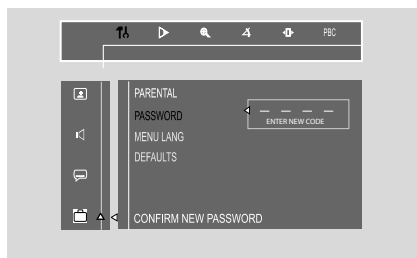 PBC
PARENTAL
PASSWORD
ENTER NEW CODE
MENU LANG
DEFAULTS
CONFIRM NEW PASSWORD